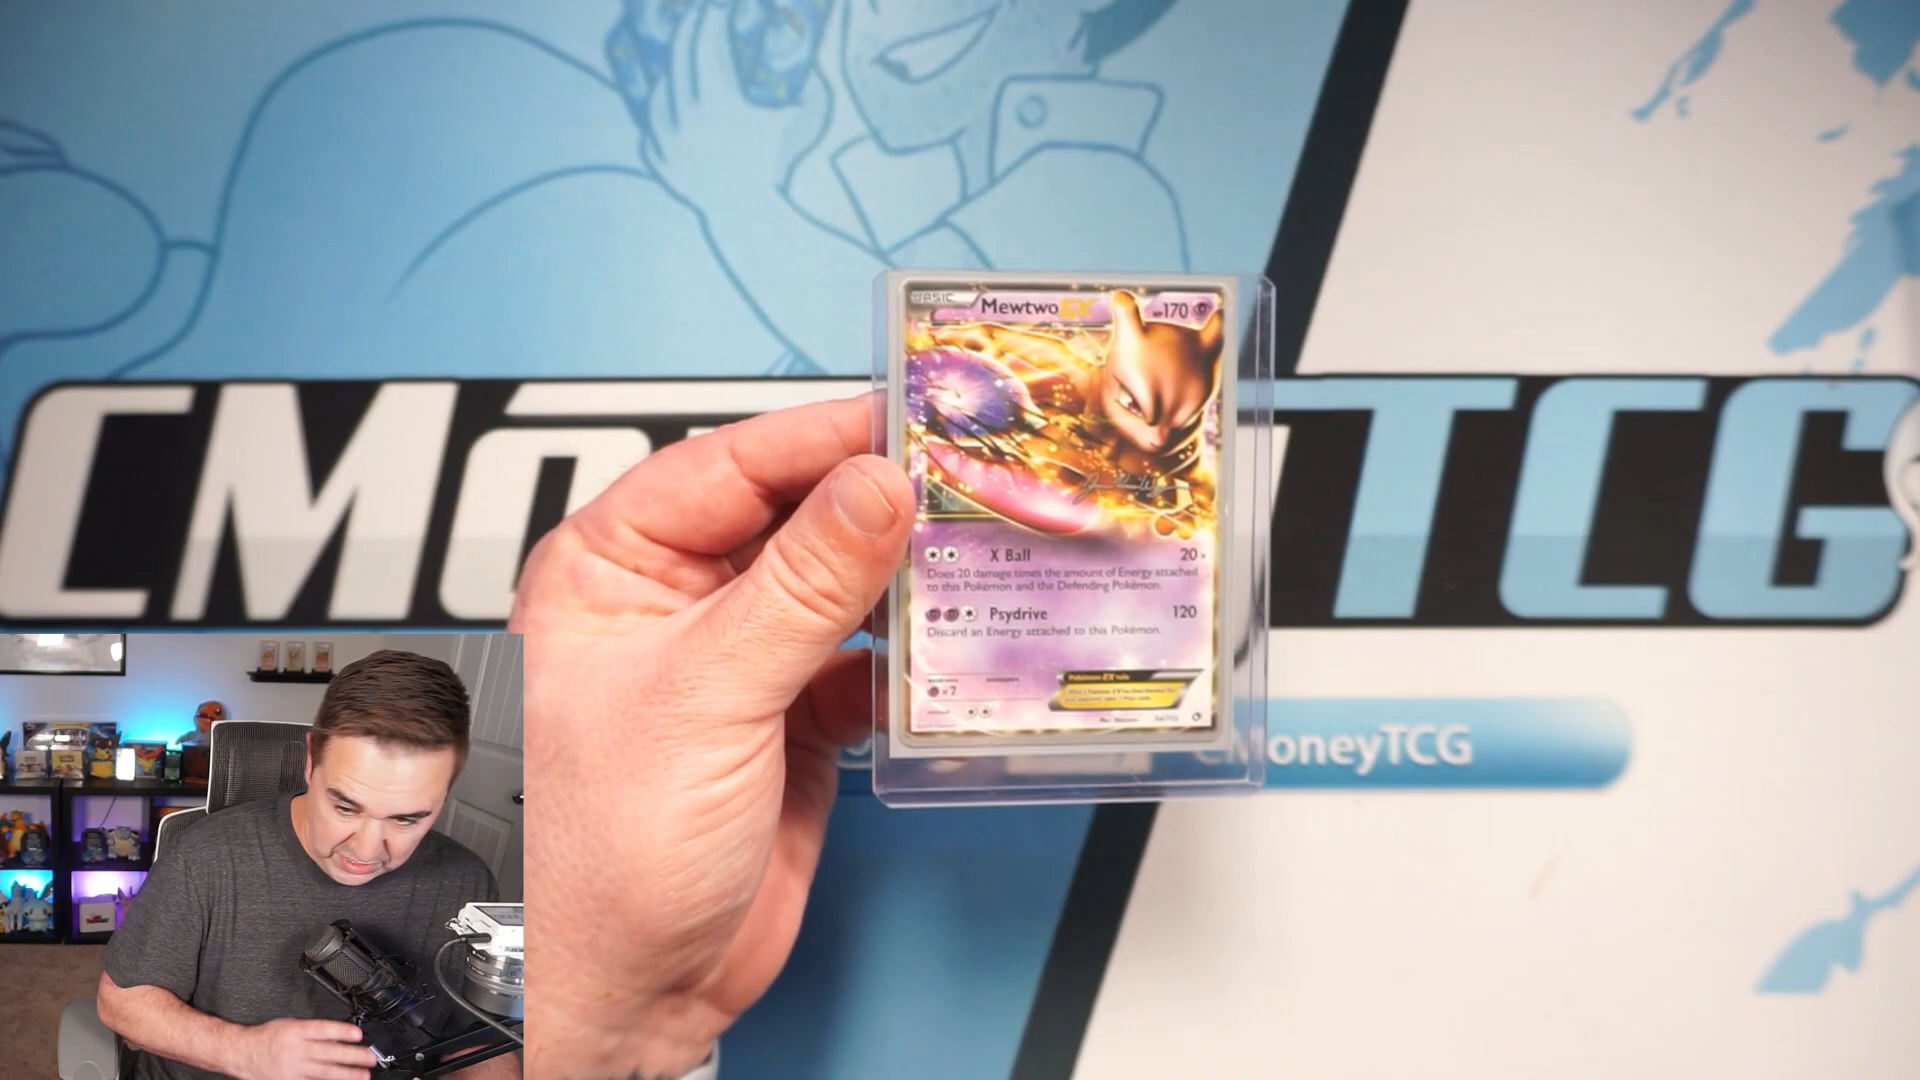 BASIC Mewtwo EX HP170
X Ball 20×
Does 20 damage times the amount of Energy attached
to this Pokémon and the Defending Pokémon.
Psydrive 120
Discard an Energy attached to this Pokémon.
×2
Pokémon-EX rule
CMo TCG
CMoneyTCG